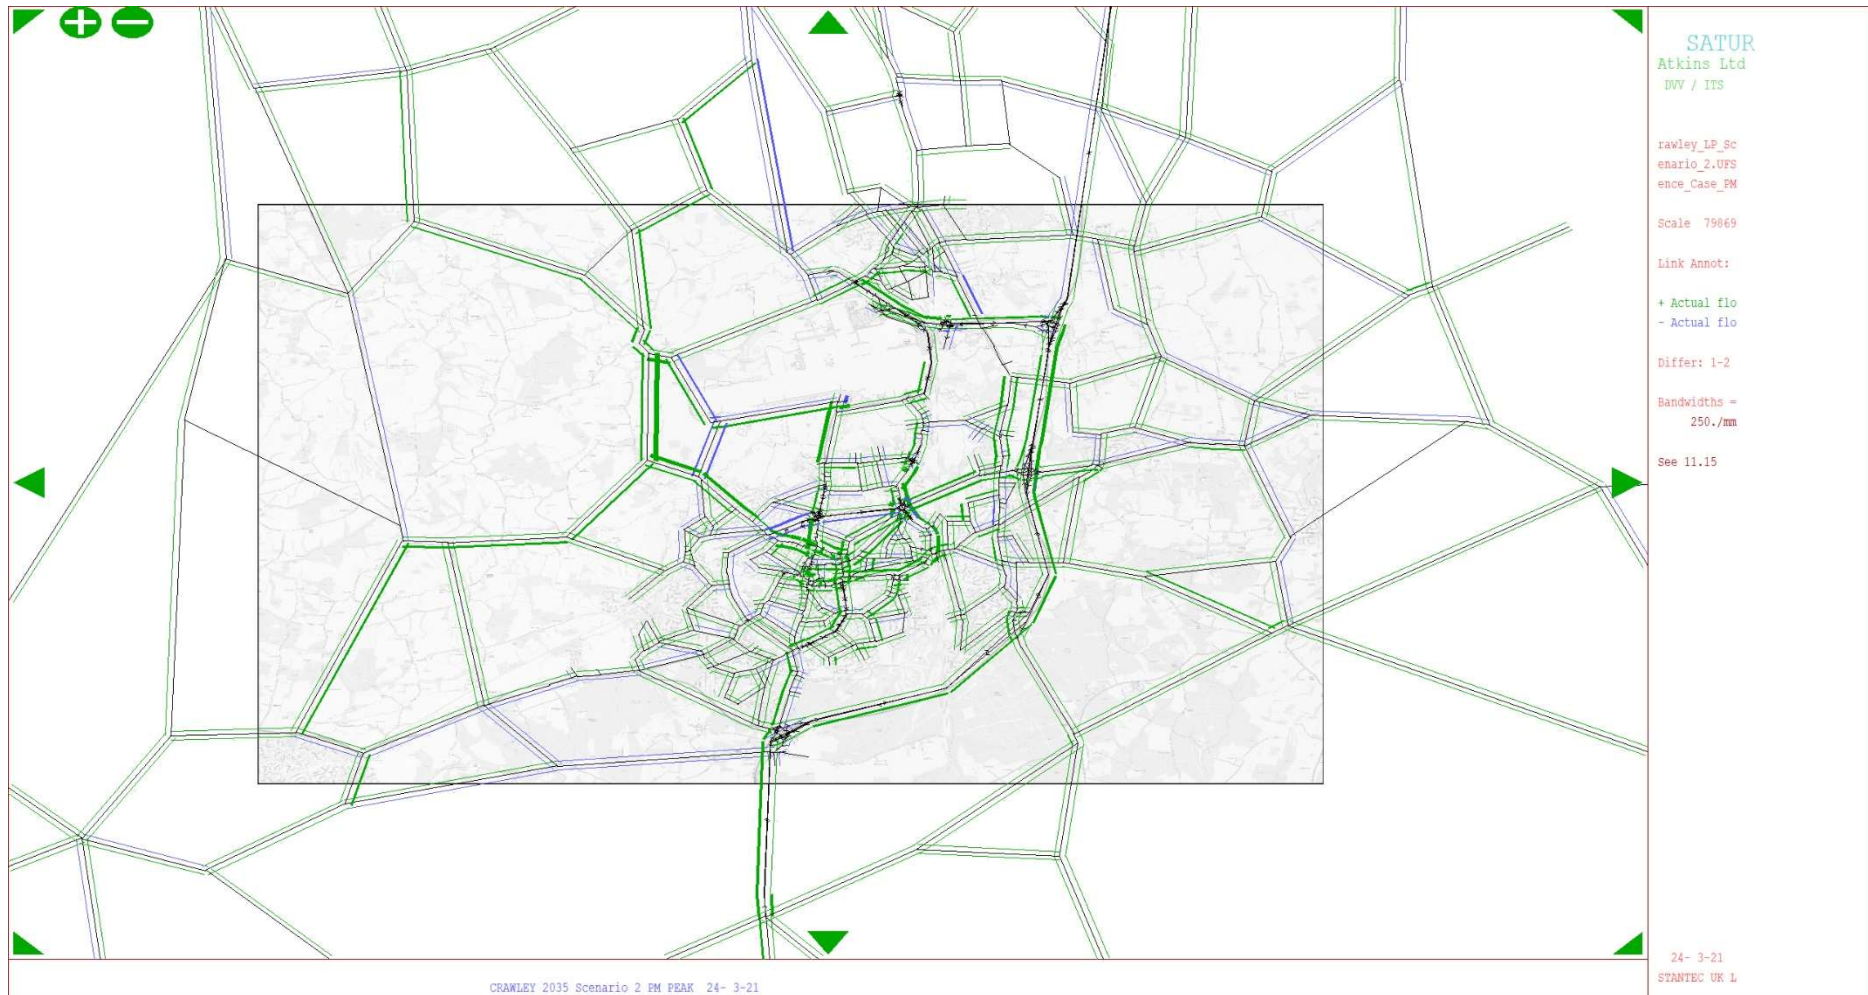 SATUR
Atkins Ltd
DVV / ITS
rawley_LP_Sc
enario_2.UFS
ence_Case_PM
Scale 79869
Link Annot:
+ Actual flo
- Actual flo
Differ: 1-2
Bandwidths =
250./mm
See 11.15
24- 3-21
STANTEC UK L
CRAWLEY 2035 Scenario 2 PM PEAK 24- 3-21